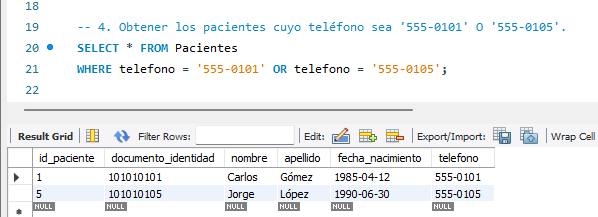 18
19 -- 4. Obtener los pacientes cuyo teléfono sea '555-0101' O '555-0105'.
20 SELECT * FROM Pacientes
21 WHERE telefono = '555-0101' OR telefono = '555-0105';
22
Result Grid Filter Rows: Edit: Export/Import: Wrap Cell
id_paciente documento_identidad nombre apellido fecha_nacimiento telefono
1 101010101 Carlos Gómez 1985-04-12 555-0101
5 101010105 Jorge López 1990-06-30 555-0105
* NULL NULL NULL NULL NULL NULL